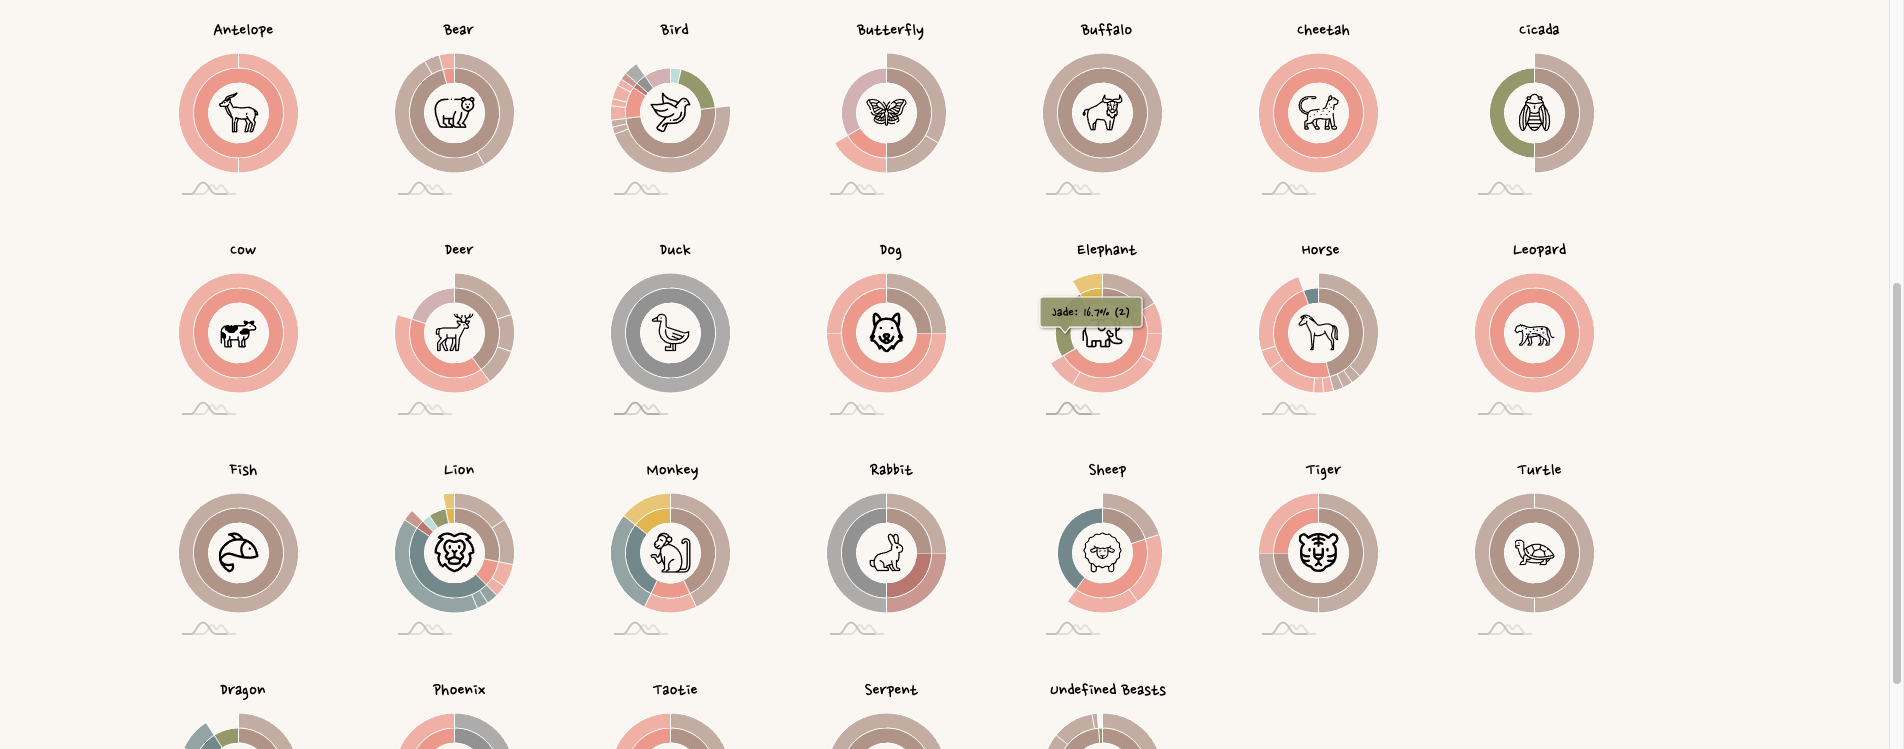 Antelope
Bear
Bird
Butterfly
Buffalo
Cheetah
Cicada
Cow
Deer
Duck
Dog
Elephant
Horse
Leopard
Jade: 16.7% (2)
Fish
Lion
Monkey
Rabbit
Sheep
Tiger
Turtle
Dragon
Phoenix
Taotie
Serpent
Undefined Beasts